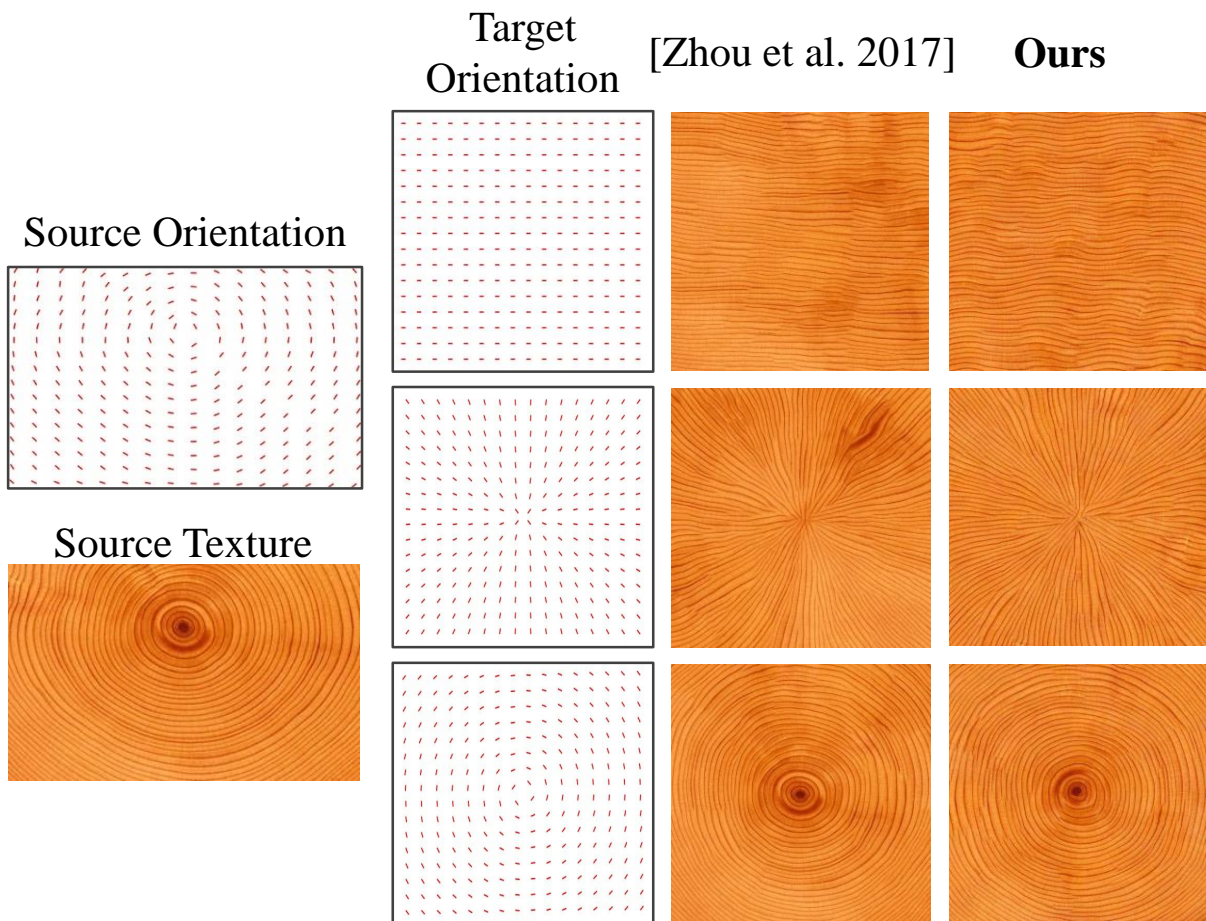 Target
Orientation
[Zhou et al. 2017]
Ours
Source Orientation
Source Texture